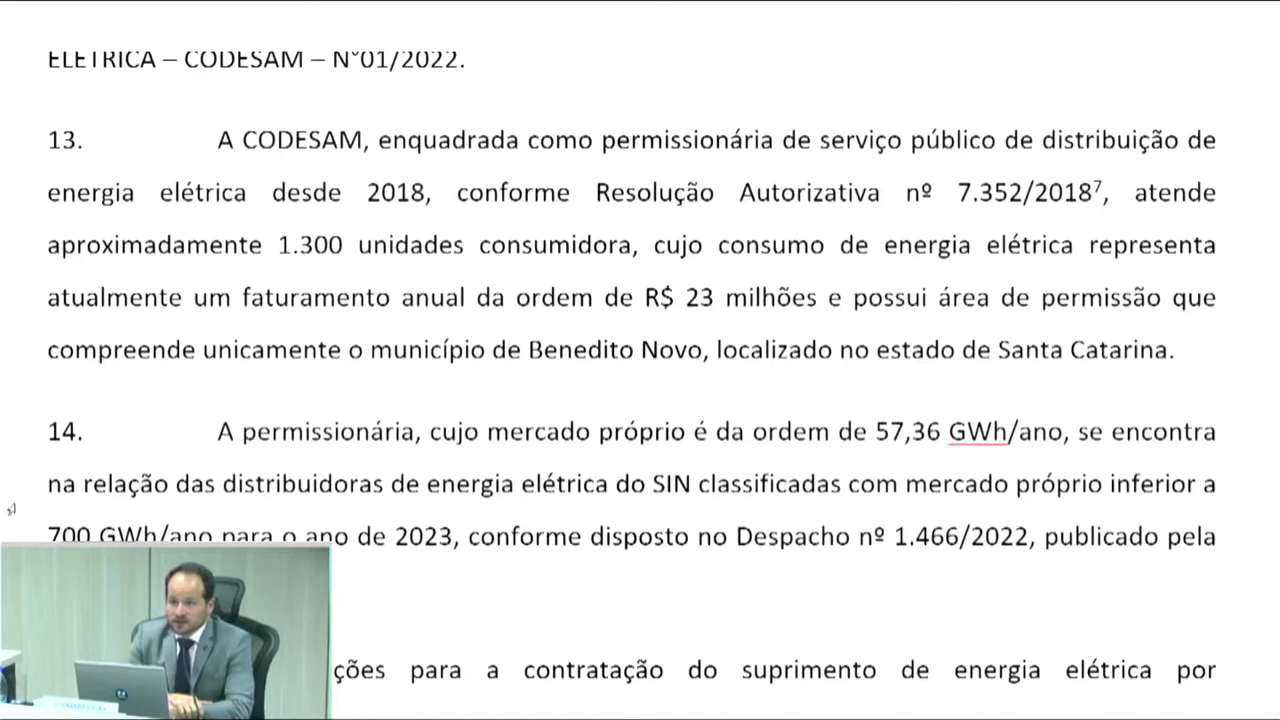 ELÉTRICA – CODESAM – Nº01/2022.
13. A CODESAM, enquadrada como permissionária de serviço público de distribuição de
energia elétrica desde 2018, conforme Resolução Autorizativa nº 7.352/2018⁷, atende
aproximadamente 1.300 unidades consumidora, cujo consumo de energia elétrica representa
atualmente um faturamento anual da ordem de R$ 23 milhões e possui área de permissão que
compreende unicamente o município de Benedito Novo, localizado no estado de Santa Catarina.
14. A permissionária, cujo mercado próprio é da ordem de 57,36 GWh/ano, se encontra
na relação das distribuidoras de energia elétrica do SIN classificadas com mercado próprio inferior a
700 GWh/ano para o ano de 2023, conforme disposto no Despacho nº 1.466/2022, publicado pela
ções para a contratação do suprimento de energia elétrica por